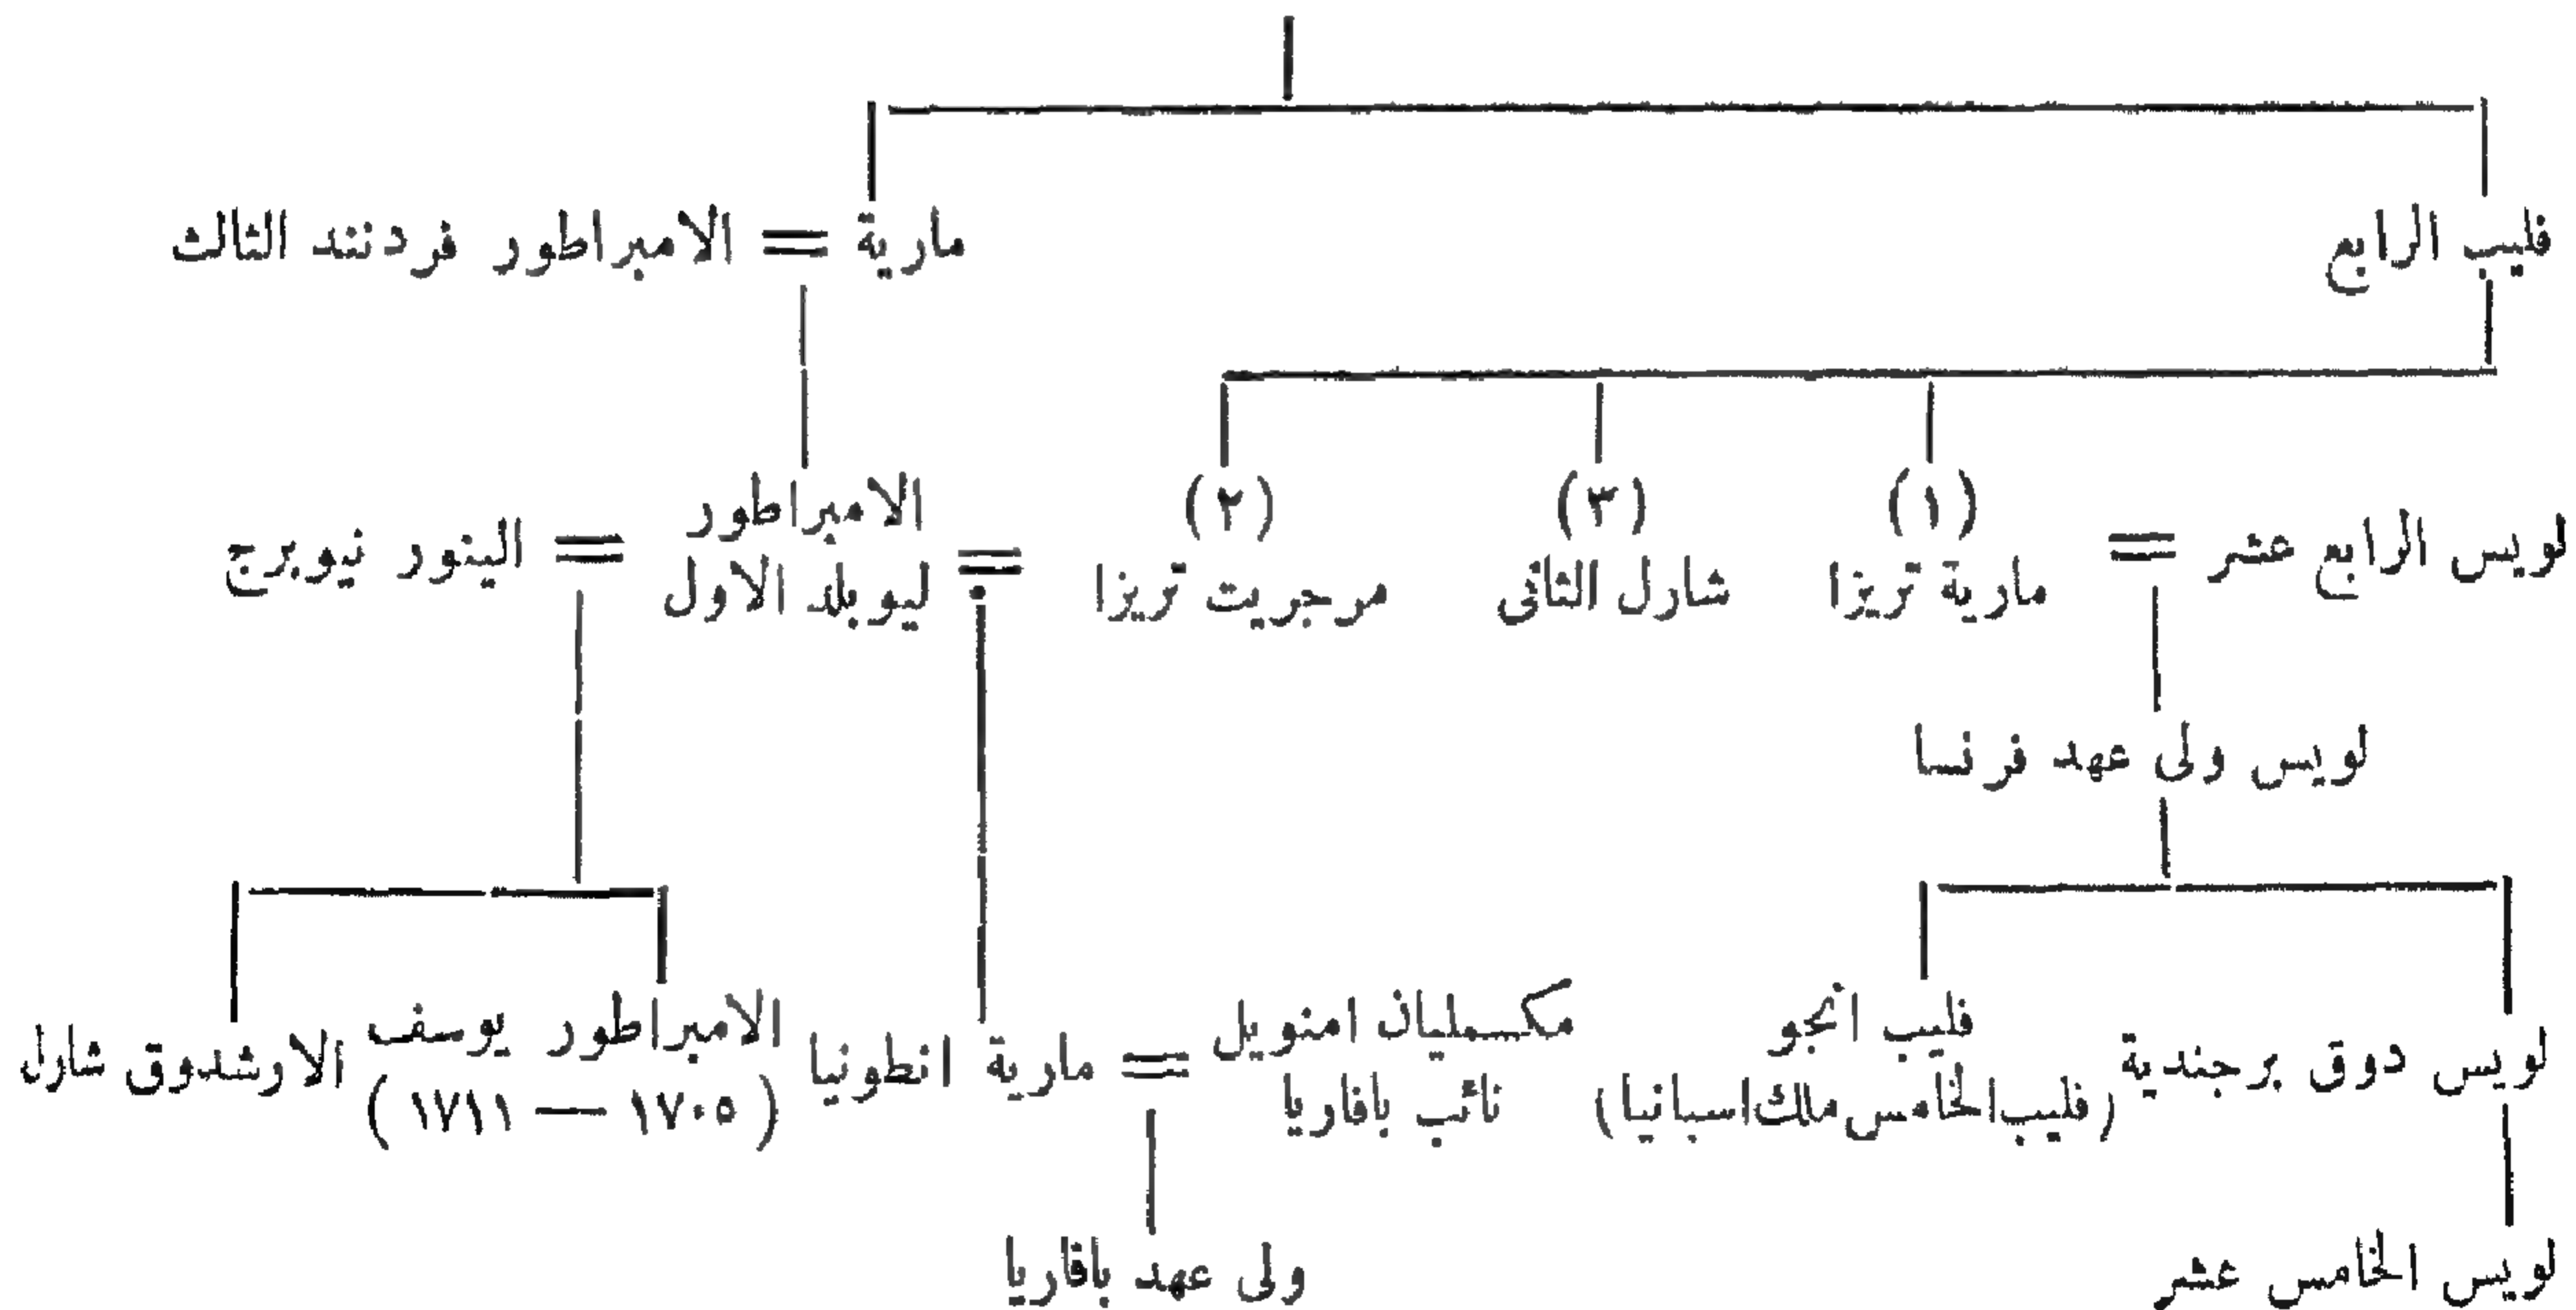 فليب الرابع
مارية = الامبراطور فردنند الثالث
(١)
(٣)
(٢)
لويس الرابع عشر = مارية تريزا
شارل الثانى
مرجريت تريزا =
الامبراطور
ليوبلد الاول
= الينور نيوبرج
لويس ولى عهد فرنسا
لويس دوق برجندية
فليب انجو
(فليب الخامس ملك اسبانيا)
مكسمليان امنويل
نائب بافاريا
= مارية انطونيا
الامبراطور يوسف
(١٧٠٥ — ١٧١١)
الارشدوق شارل
لويس الخامس عشر
ولى عهد باقاريا